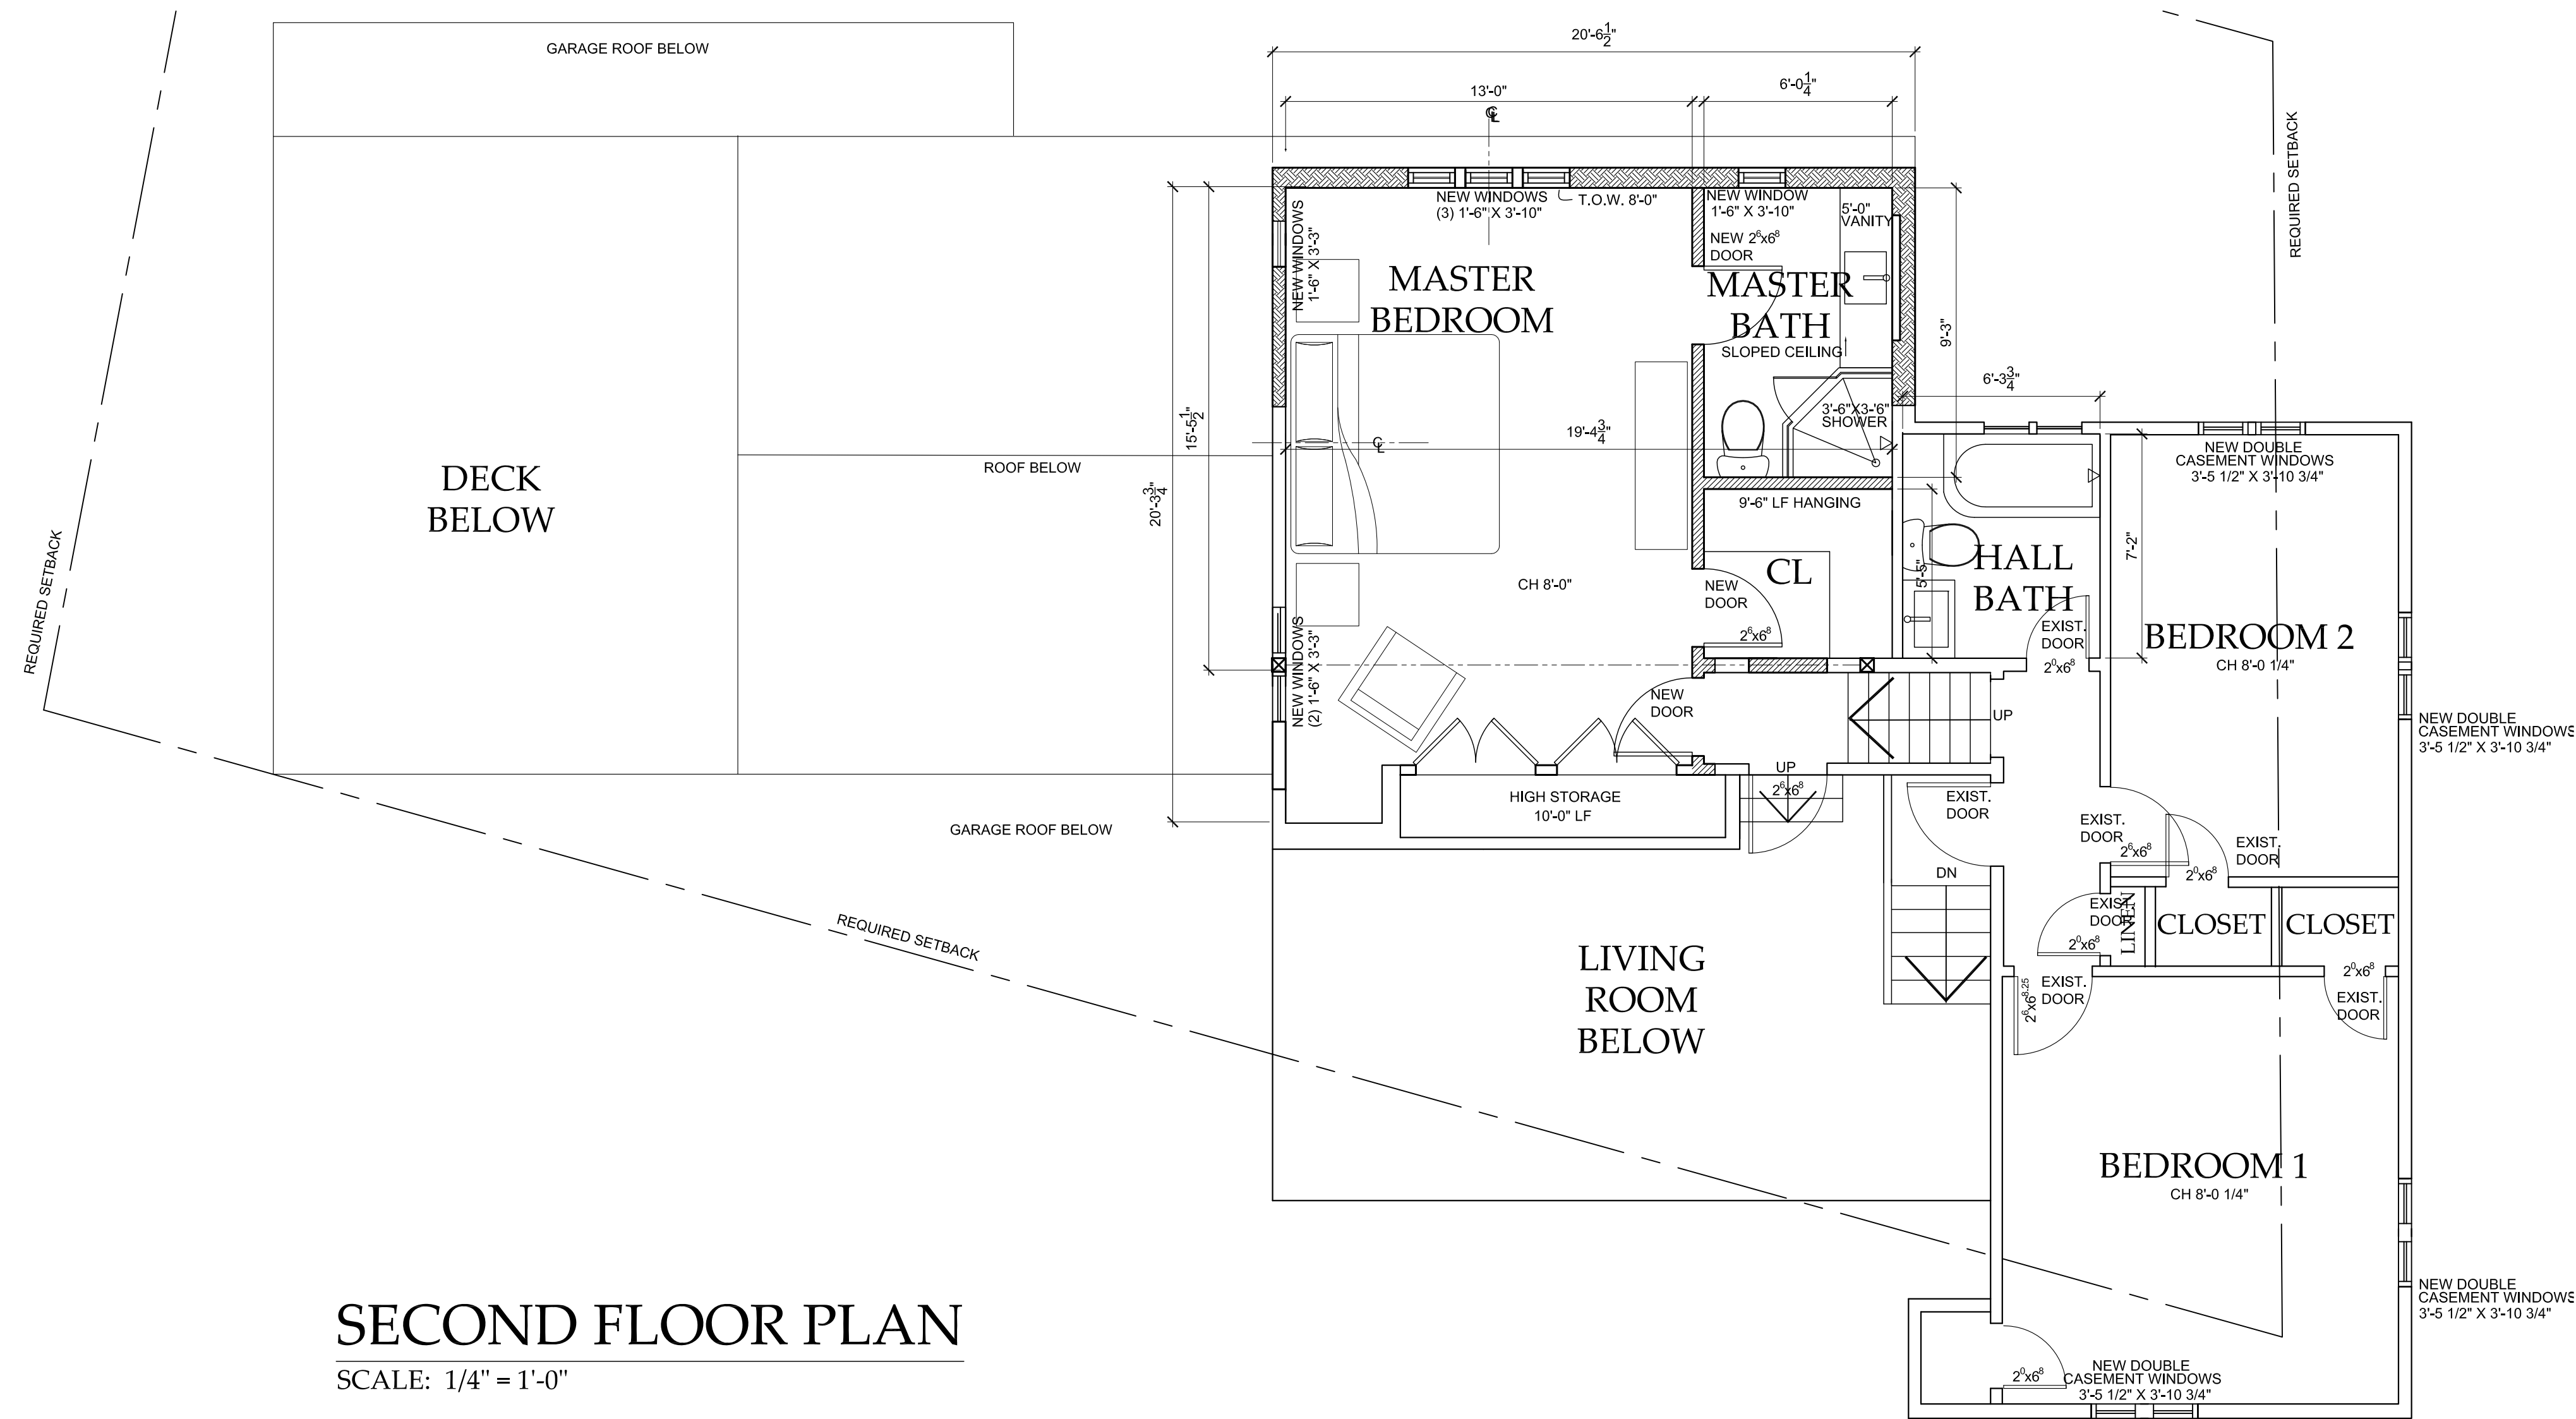 GARAGE ROOF BELOW
20'-6 1/2"
13'-0"
6'-0 1/4"
REQUIRED SETBACK
NEW WINDOWS
(3) 1'-6" X 3'-10"
T.O.W. 8'-0"
NEW WINDOW
1'-6" X 3'-10"
5'-0"
VANITY
NEW WINDOWS
1'-6" X 3'-3"
NEW 2⁶x6⁸
DOOR
MASTER
BEDROOM
MASTER
BATH
SLOPED CEILING
9'-3"
6'-3 3/4"
3'-6"X3-'6"
SHOWER
15'-5 1/2"
20'-3 3/4"
19'-4 3/4"
DECK
BELOW
ROOF BELOW
NEW DOUBLE
CASEMENT WINDOWS
3'-5 1/2" X 3'-10 3/4"
9'-6" LF HANGING
CL
CH 8'-0"
NEW
DOOR
2⁶x6⁸
5'-5"
HALL
BATH
7'-2"
EXIST.
DOOR
2⁰x6⁸
BEDROOM 2
CH 8'-0 1/4"
REQUIRED SETBACK
NEW WINDOWS
(2) 1'-6" X 3'-3"
NEW
DOOR
UP
NEW DOUBLE
CASEMENT WINDOWS
3'-5 1/2" X 3'-10 3/4"
UP
2⁶x6⁸
HIGH STORAGE
10'-0" LF
EXIST.
DOOR
GARAGE ROOF BELOW
EXIST.
DOOR
2⁶x6⁸
EXIST.
DOOR
2⁰x6⁸
DN
EXIST.
DOOR
LINEN
2⁰x6⁸
CLOSET
CLOSET
REQUIRED SETBACK
LIVING
ROOM
BELOW
2⁶x6⁸·²⁵
EXIST.
DOOR
2⁰x6⁸
EXIST.
DOOR
BEDROOM 1
CH 8'-0 1/4"
NEW DOUBLE
CASEMENT WINDOWS
3'-5 1/2" X 3'-10 3/4"
2⁰x6⁸
NEW DOUBLE
CASEMENT WINDOWS
3'-5 1/2" X 3'-10 3/4"
SECOND FLOOR PLAN
SCALE: 1/4" = 1'-0"